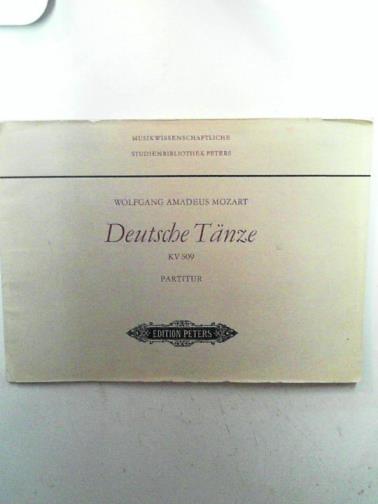 MUSIKWISSENSCHAFTLICHE
STUDIENBIBLIOTHEK PETERS
WOLFGANG AMADEUS MOZART
Deutsche Tänze
KV 509
PARTITUR
EDITION PETERS